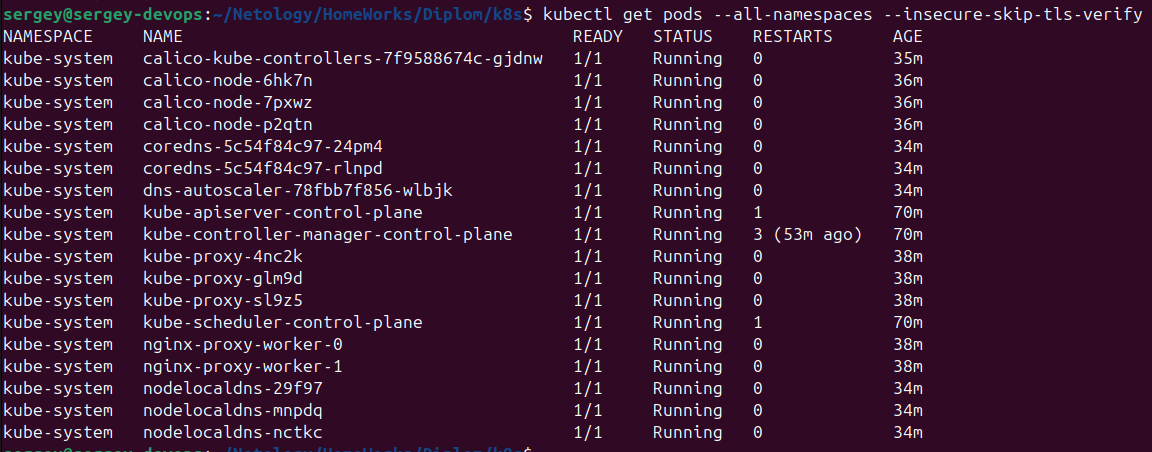 sergey@sergey-devops:~/Netology/HomeWorks/Diplom/k8s$ kubectl get pods --all-namespaces --insecure-skip-tls-verify
NAMESPACE     NAME                                       READY   STATUS    RESTARTS      AGE
kube-system   calico-kube-controllers-7f9588674c-gjdnw   1/1     Running   0             35m
kube-system   calico-node-6hk7n                          1/1     Running   0             36m
kube-system   calico-node-7pxwz                          1/1     Running   0             36m
kube-system   calico-node-p2qtn                          1/1     Running   0             36m
kube-system   coredns-5c54f84c97-24pm4                   1/1     Running   0             34m
kube-system   coredns-5c54f84c97-rlnpd                   1/1     Running   0             34m
kube-system   dns-autoscaler-78fbb7f856-wlbjk            1/1     Running   0             34m
kube-system   kube-apiserver-control-plane               1/1     Running   1             70m
kube-system   kube-controller-manager-control-plane      1/1     Running   3 (53m ago)   70m
kube-system   kube-proxy-4nc2k                           1/1     Running   0             38m
kube-system   kube-proxy-glm9d                           1/1     Running   0             38m
kube-system   kube-proxy-sl9z5                           1/1     Running   0             38m
kube-system   kube-scheduler-control-plane               1/1     Running   1             70m
kube-system   nginx-proxy-worker-0                       1/1     Running   0             38m
kube-system   nginx-proxy-worker-1                       1/1     Running   0             38m
kube-system   nodelocaldns-29f97                         1/1     Running   0             34m
kube-system   nodelocaldns-mnpdq                         1/1     Running   0             34m
kube-system   nodelocaldns-nctkc                         1/1     Running   0             34m
sergey@sergey-devops:~/Netology/HomeWorks/Diplom/k8s$